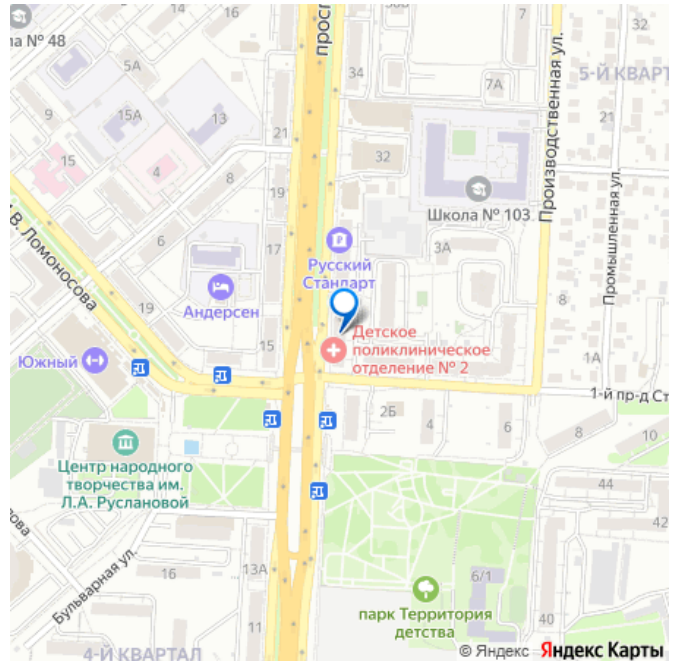 а № 48
5А
15А
13
9
15
4
8
21
19
6
17
19
15
. В. Ломоносова
просп
34
7
32
7А
32
5-Й КВАРТ
21
Производственная ул.
Промышленная ул.
Школа № 103
3А
8
1А
Русский
Стандарт
Андерсен
Детское
поликлиническое
отделение № 2
Южный
1-й пр-д Ст
2Б
4
6
8
10
Центр народного
творчества им.
Л.А. Руслановой
44
42
ова
Бульварная ул.
16
13А
11
6/1
40
парк Территория
детства
4-Й КВАРТАЛ
© Яндекс Яндекс Карты